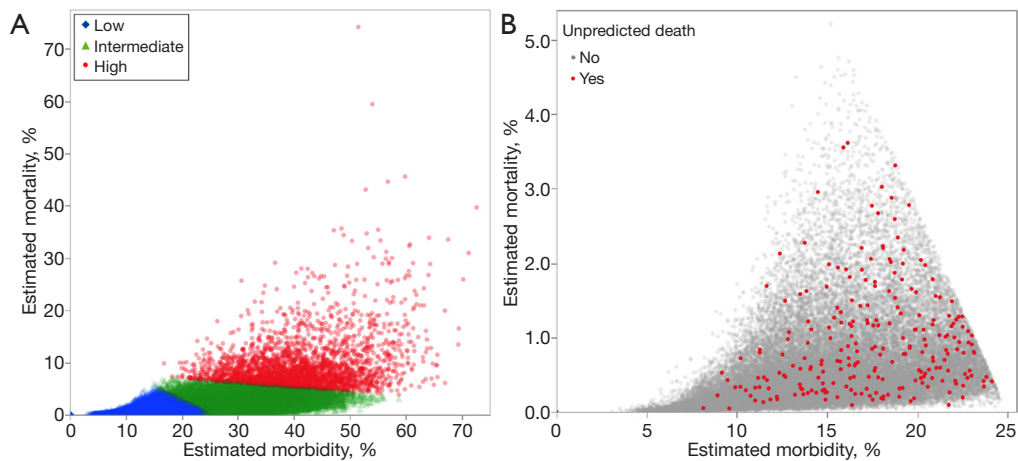 A
Low
Intermediate
High
Estimated mortality, %
70
60
50
40
30
20
10
0
0 10 20 30 40 50 60 70
Estimated morbidity, %
B
Unpredicted death
No
Yes
Estimated mortality, %
5.0
4.0
3.0
2.0
1.0
0.0
0 5 10 15 20 25
Estimated morbidity, %